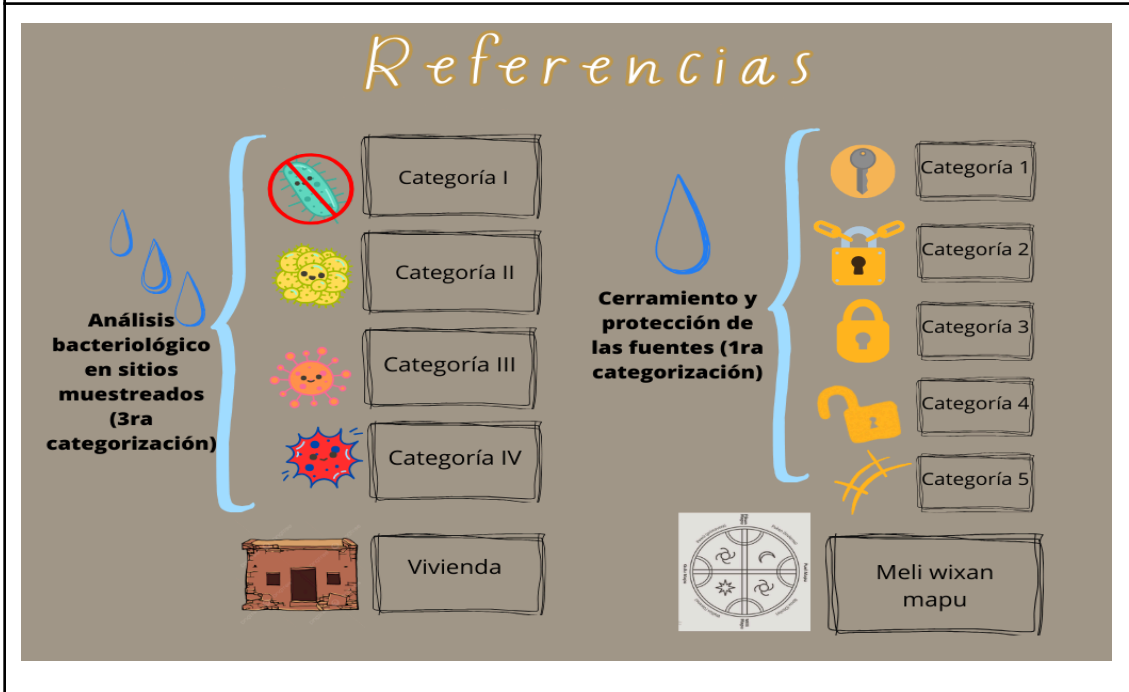 Referencias
Análisis
bacteriológico
en sitios
muestreados
(3ra
categorización)
Categoría I
Categoría II
Categoría III
Categoría IV
Vivienda
Cerramiento y
protección de
las fuentes (1ra
categorización)
Categoría 1
Categoría 2
Categoría 3
Categoría 4
Categoría 5
Meli wixan
mapu